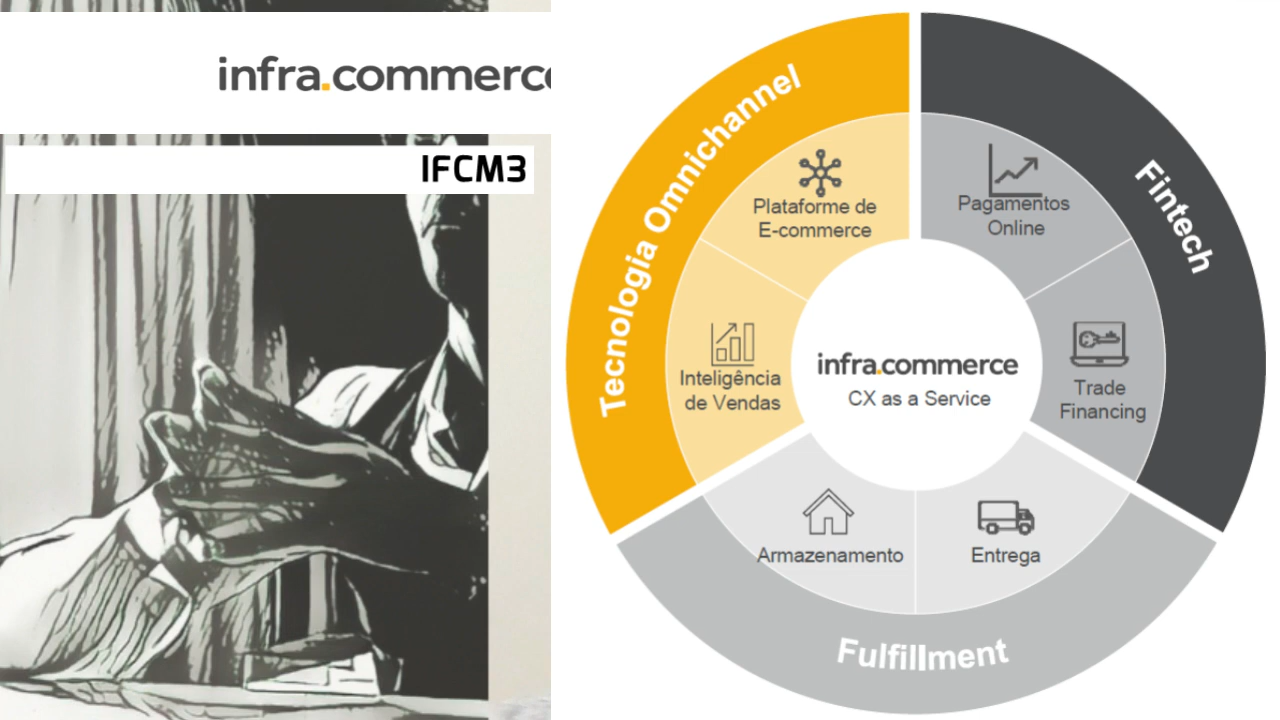 infra.commerce
IFCM3
Tecnologia Omnichannel
Fintech
Fulfillment
Plataforme de
E-commerce
Pagamentos
Online
Inteligência
de Vendas
Trade
Financing
infra.commerce
CX as a Service
Armazenamento
Entrega